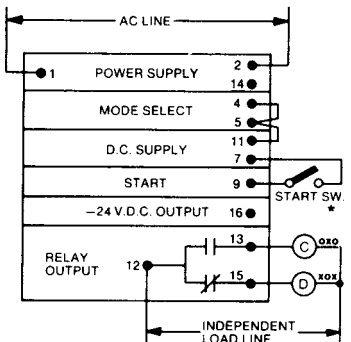 AC LINE
1 POWER SUPPLY 2
14
MODE SELECT 4
5
D.C. SUPPLY 11
7
START 9 START SW.
*
−24 V.D.C. OUTPUT 16
RELAY OUTPUT 12 13 C oxo
15 D xox
INDEPENDENT
LOAD LINE